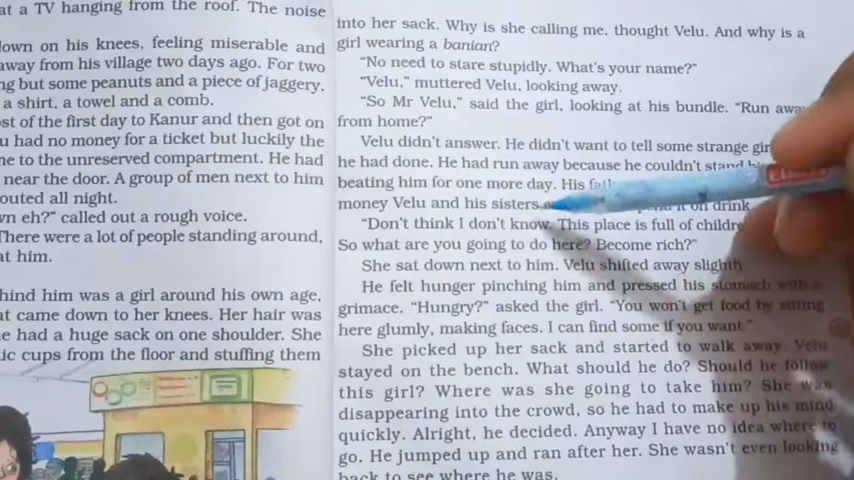 at a TV hanging from the roof. The noise
down on his knees, feeling miserable and
away from his village two days ago. For two
ng but some peanuts and a piece of jaggery.
a shirt, a towel and a comb.
st of the first day to Kanur and then got on
u had no money for a ticket but luckily the
ne to the unreserved compartment. He had
near the door. A group of men next to him
outed all night.
wn eh?" called out a rough voice.
There were a lot of people standing around,
at him.
hind him was a girl around his own age,
at came down to her knees. Her hair was
e had a huge sack on one shoulder. She
ic cups from the floor and stuffing them
into her sack. Why is she calling me, thought Velu. And why is a
girl wearing a banian?
"No need to stare stupidly. What's your name?"
"Velu," muttered Velu, looking away.
"So Mr Velu," said the girl, looking at his bundle. "Run away
from home?"
Velu didn't answer. He didn't want to tell some strange
he had done. He had run away because he couldn't stand
beating him for one more day. His
money Velu and his sisters it on drink
"Don't think I don't know. This place is full of
So what are you going to do here? Become rich?"
She sat down next to him. Velu shifted away slightly
He felt hunger pinching him and pressed his stomach with a
grimace. "Hungry?" asked the girl. "You won't get food by sitting
here glumly, making faces. I can find some if you want."
She picked up her sack and started to walk away. Velu
stayed on the bench. What should he do? Should he follow
this girl? Where was she going to take him? She was
disappearing into the crowd, so he had to make up his mind
quickly. Alright, he decided. Anyway I have no idea where to
go. He jumped up and ran after her. She wasn't even looking
back to see where he was.